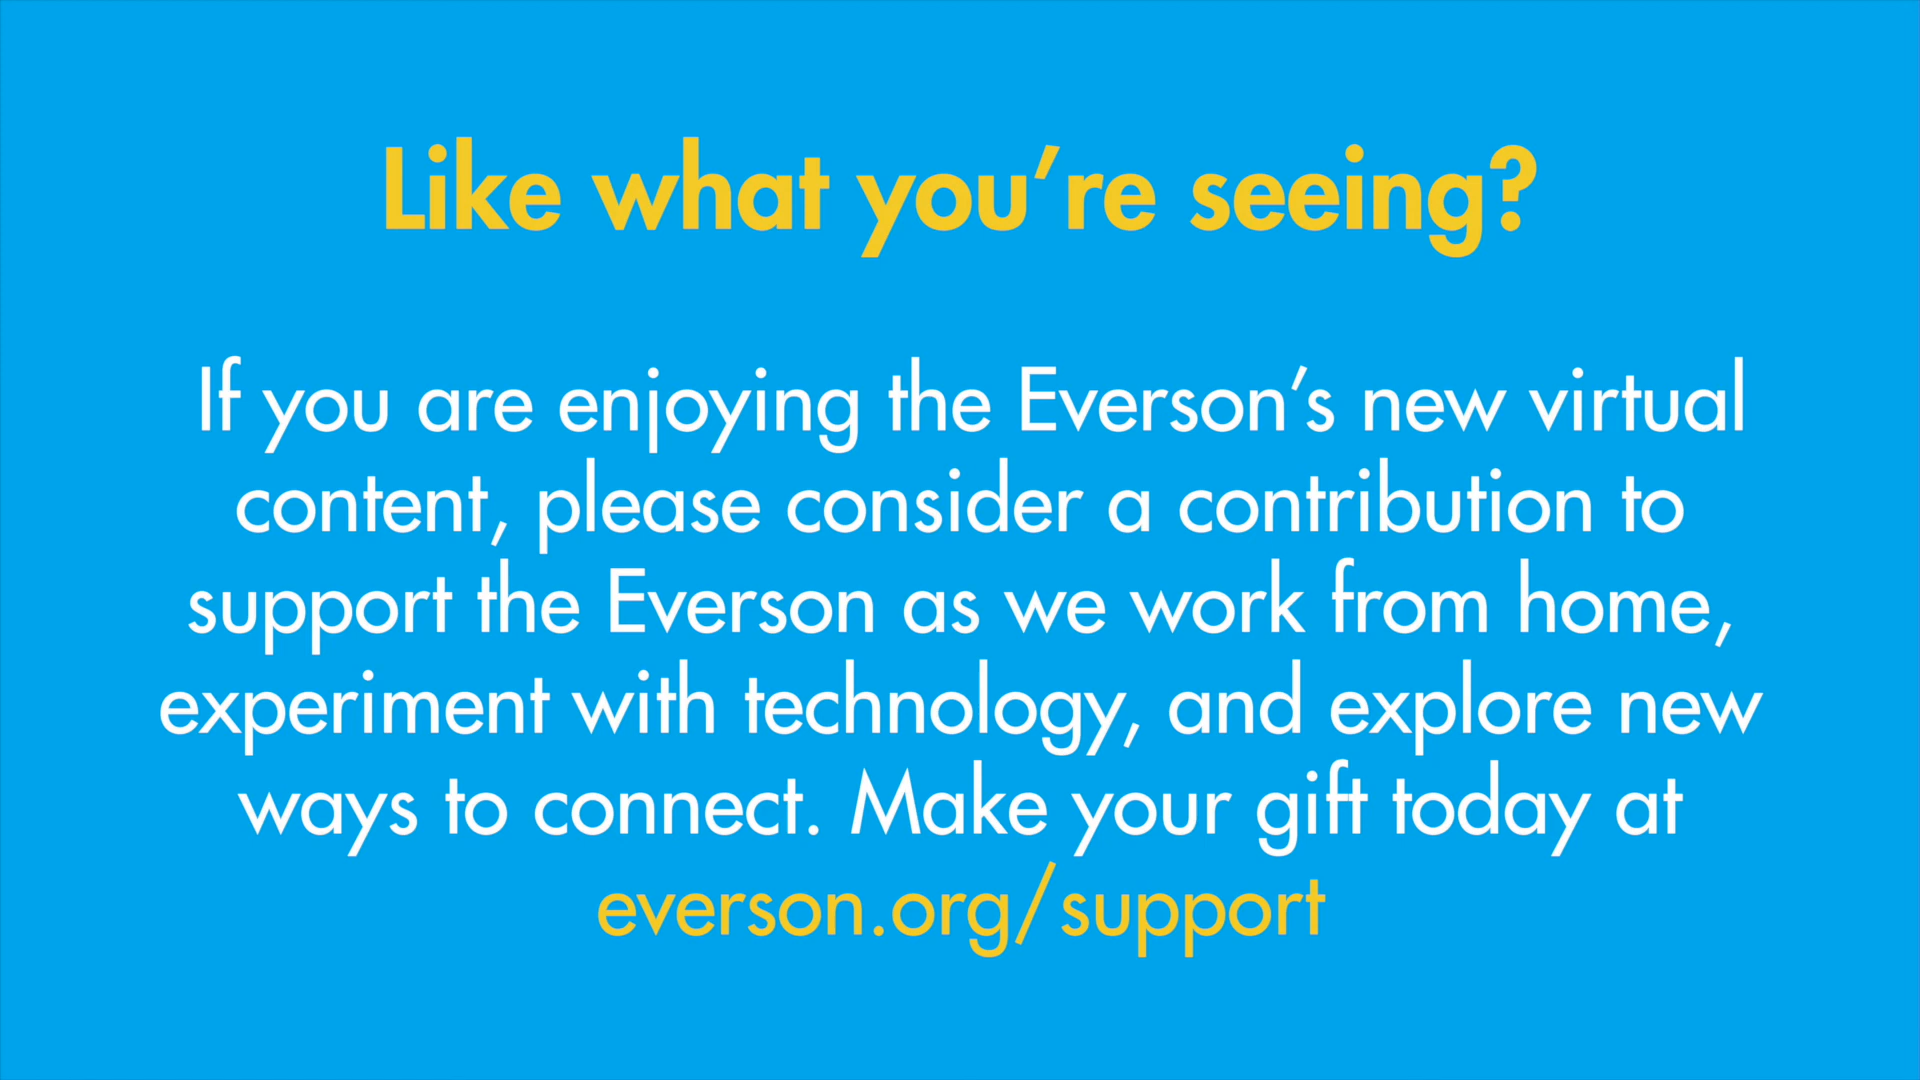 Like what you’re seeing?
If you are enjoying the Everson’s new virtual
content, please consider a contribution to
support the Everson as we work from home,
experiment with technology, and explore new
ways to connect. Make your gift today at
everson.org/support